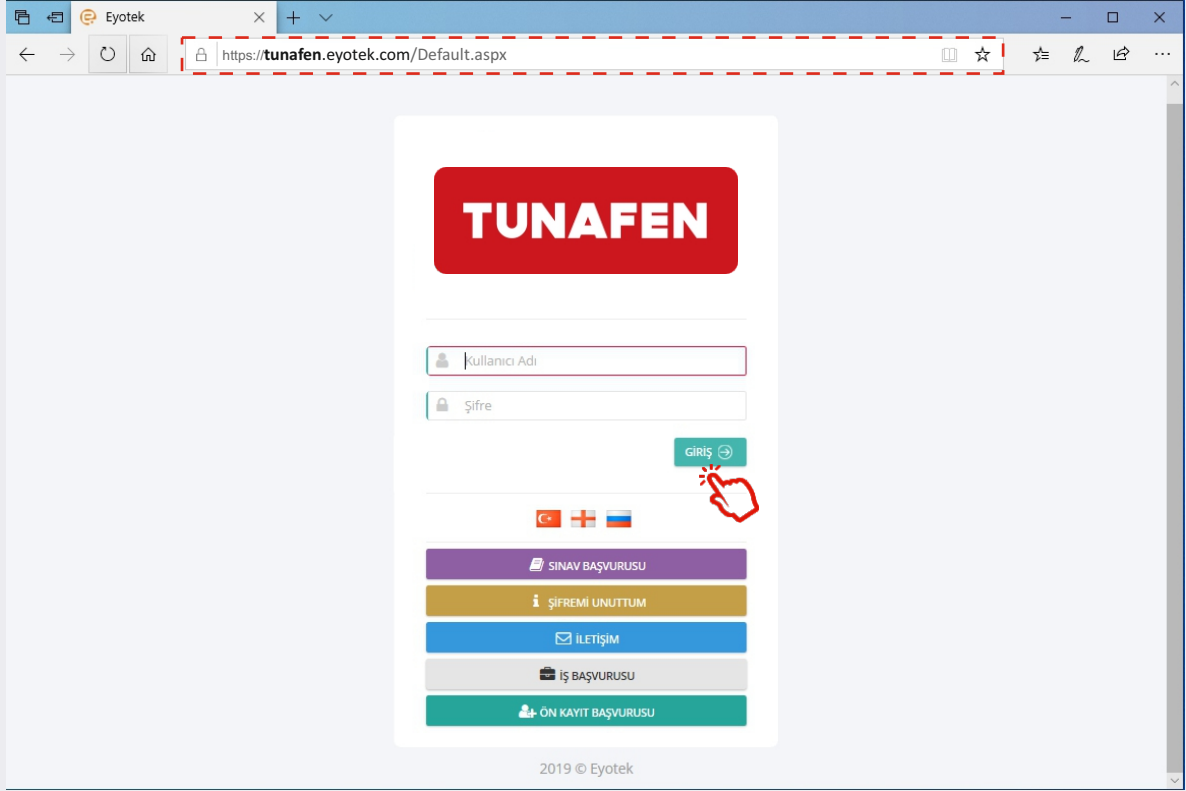 Eyotek
https://tunafen.eyotek.com/Default.aspx
TUNAFEN
Kullanıcı Adı
Şifre
GİRİŞ
SINAV BAŞVURUSU
ŞİFREMİ UNUTTUM
İLETİŞİM
İŞ BAŞVURUSU
ÖN KAYIT BAŞVURUSU
2019 © Eyotek